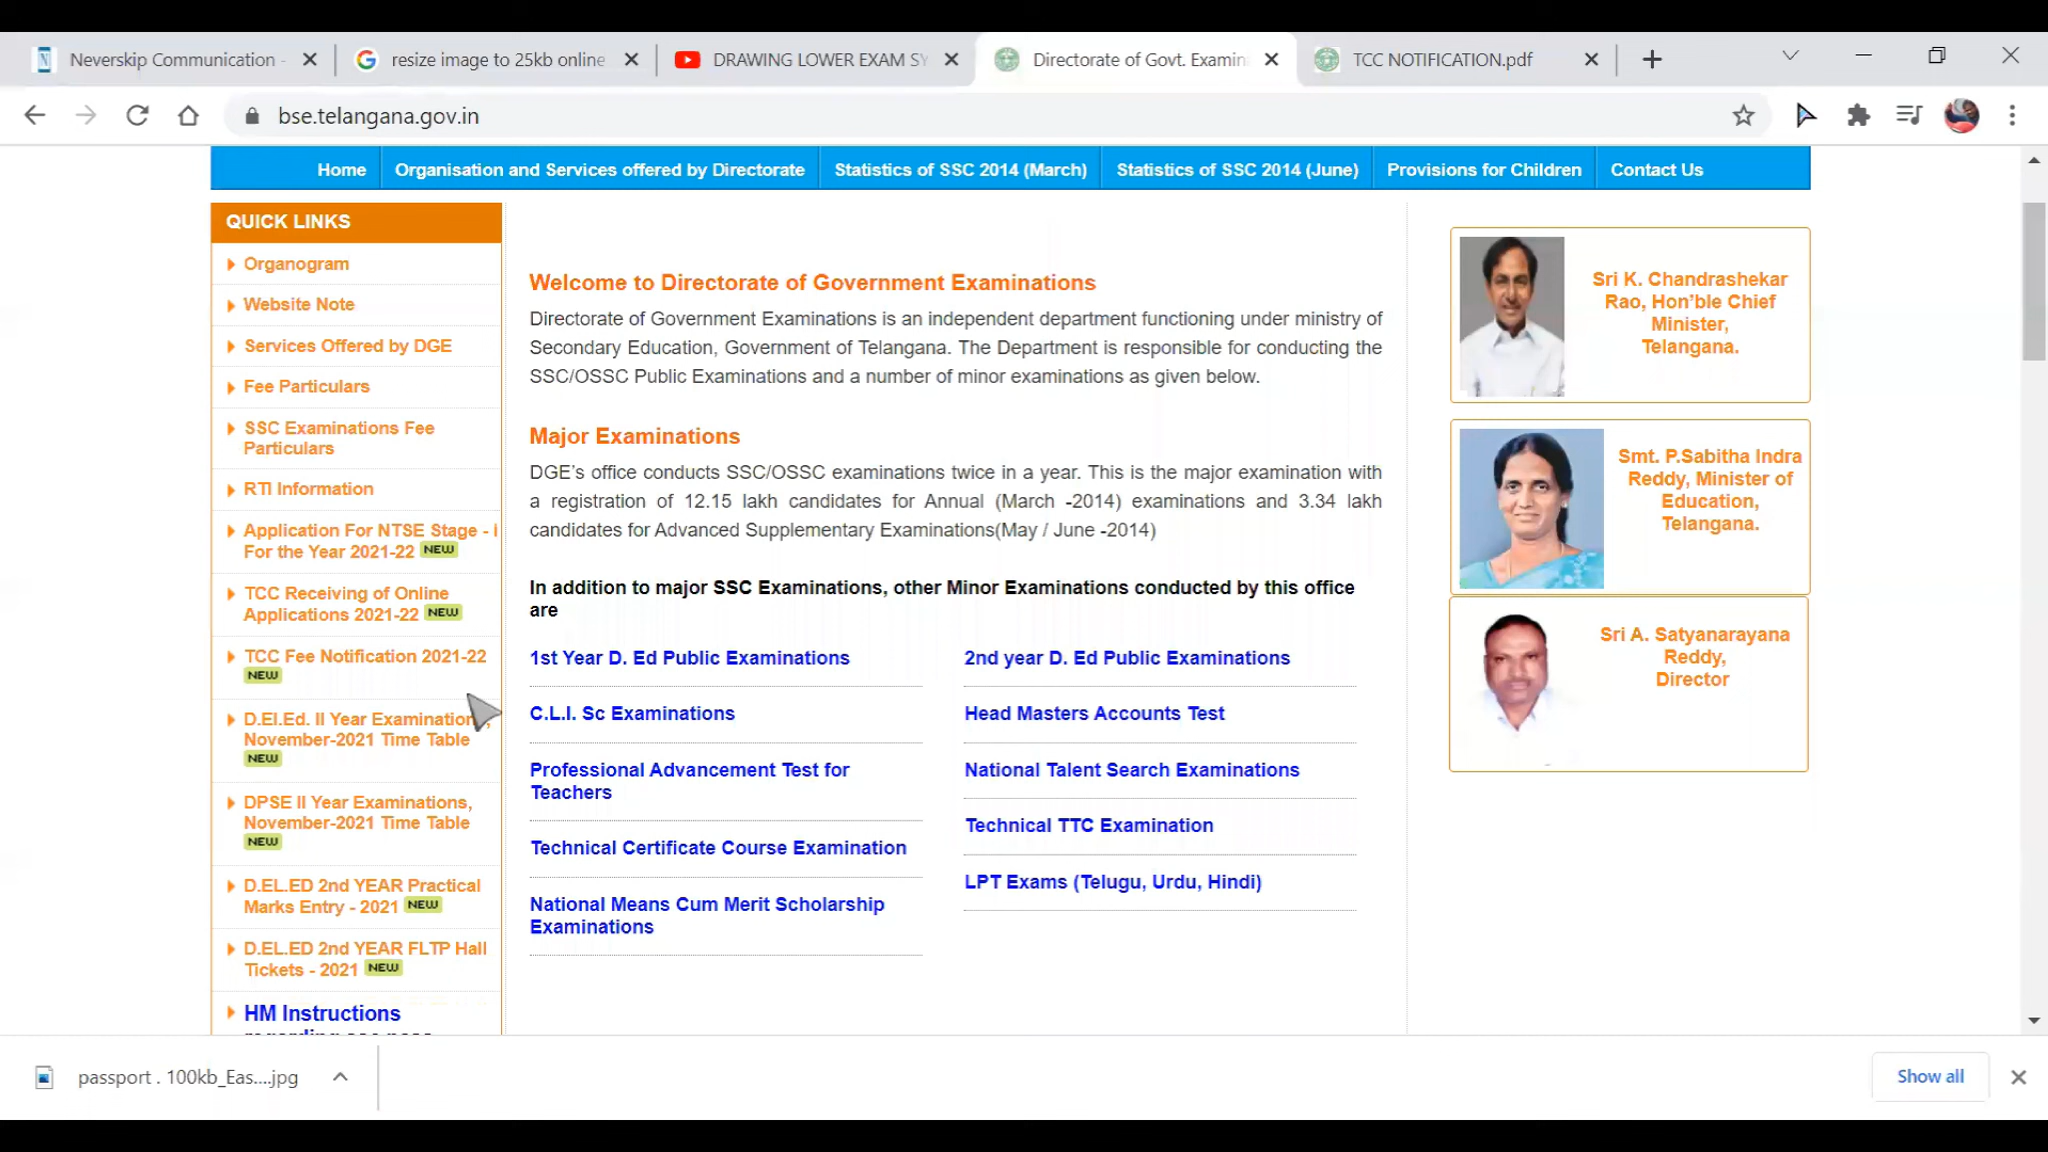 Neverskip Communication -
resize image to 25kb online
DRAWING LOWER EXAM SY
Directorate of Govt. Examin
TCC NOTIFICATION.pdf
bse.telangana.gov.in
Home
Organisation and Services offered by Directorate
Statistics of SSC 2014 (March)
Statistics of SSC 2014 (June)
Provisions for Children
Contact Us
QUICK LINKS
Organogram
Website Note
Services Offered by DGE
Fee Particulars
SSC Examinations Fee
Particulars
RTI Information
Application For NTSE Stage - I
For the Year 2021-22 NEW
TCC Receiving of Online
Applications 2021-22 NEW
TCC Fee Notification 2021-22
NEW
D.El.Ed. II Year Examinations,
November-2021 Time Table
NEW
DPSE II Year Examinations,
November-2021 Time Table
NEW
D.EL.ED 2nd YEAR Practical
Marks Entry - 2021 NEW
D.EL.ED 2nd YEAR FLTP Hall
Tickets - 2021 NEW
HM Instructions
Welcome to Directorate of Government Examinations
Directorate of Government Examinations is an independent department functioning under ministry of
Secondary Education, Government of Telangana. The Department is responsible for conducting the
SSC/OSSC Public Examinations and a number of minor examinations as given below.
Major Examinations
DGE's office conducts SSC/OSSC examinations twice in a year. This is the major examination with
a registration of 12.15 lakh candidates for Annual (March -2014) examinations and 3.34 lakh
candidates for Advanced Supplementary Examinations(May / June -2014)
In addition to major SSC Examinations, other Minor Examinations conducted by this office
are
1st Year D. Ed Public Examinations
2nd year D. Ed Public Examinations
C.L.I. Sc Examinations
Head Masters Accounts Test
Professional Advancement Test for
Teachers
National Talent Search Examinations
Technical TTC Examination
Technical Certificate Course Examination
LPT Exams (Telugu, Urdu, Hindi)
National Means Cum Merit Scholarship
Examinations
Sri K. Chandrashekar
Rao, Hon'ble Chief
Minister,
Telangana.
Smt. P.Sabitha Indra
Reddy, Minister of
Education,
Telangana.
Sri A. Satyanarayana
Reddy,
Director
passport . 100kb_Eas....jpg
Show all